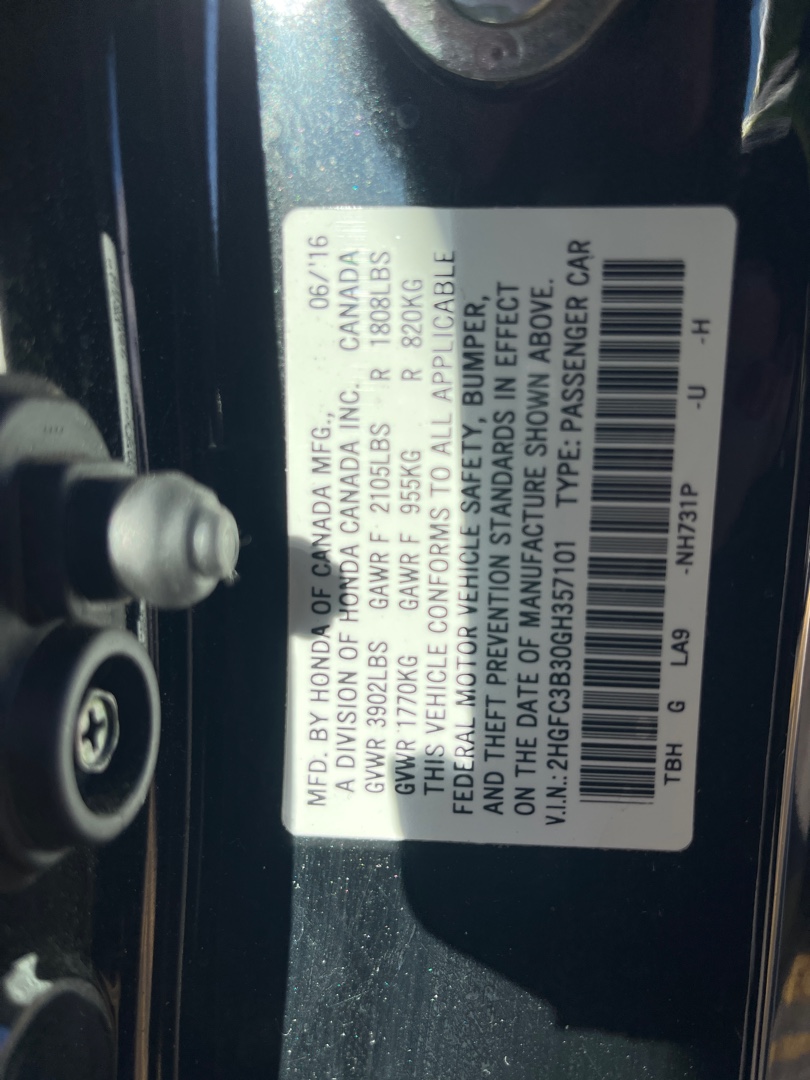 MFD. BY HONDA OF CANADA MFG., 06/'16
A DIVISION OF HONDA CANADA INC. CANADA
GVWR 3902LBS GAWR F 2105LBS R 1808LBS
GVWR 1770KG GAWR F 955KG R 820KG
THIS VEHICLE CONFORMS TO ALL APPLICABLE
FEDERAL MOTOR VEHICLE SAFETY, BUMPER,
AND THEFT PREVENTION STANDARDS IN EFFECT
ON THE DATE OF MANUFACTURE SHOWN ABOVE.
V.I.N.: 2HGFC3B30GH357101 TYPE: PASSENGER CAR
TBH G LA9 -NH731P -U -H